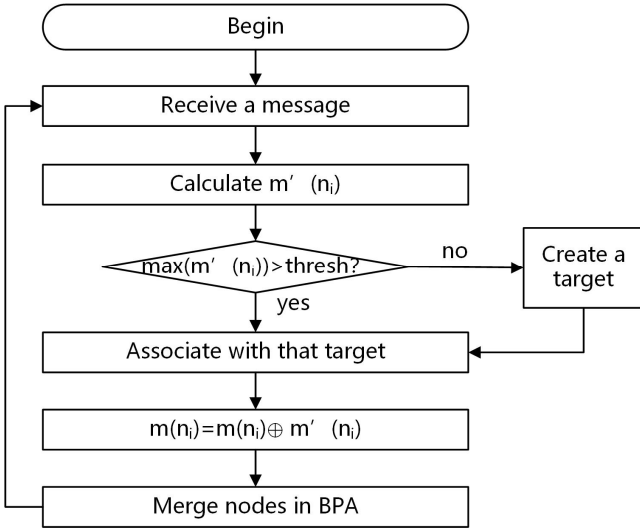 Begin
Receive a message
Calculate m′ (nᵢ)
max(m′ (nᵢ))>thresh?
no
Create a
target
yes
Associate with that target
m(nᵢ)=m(nᵢ)⊕ m′ (nᵢ)
Merge nodes in BPA